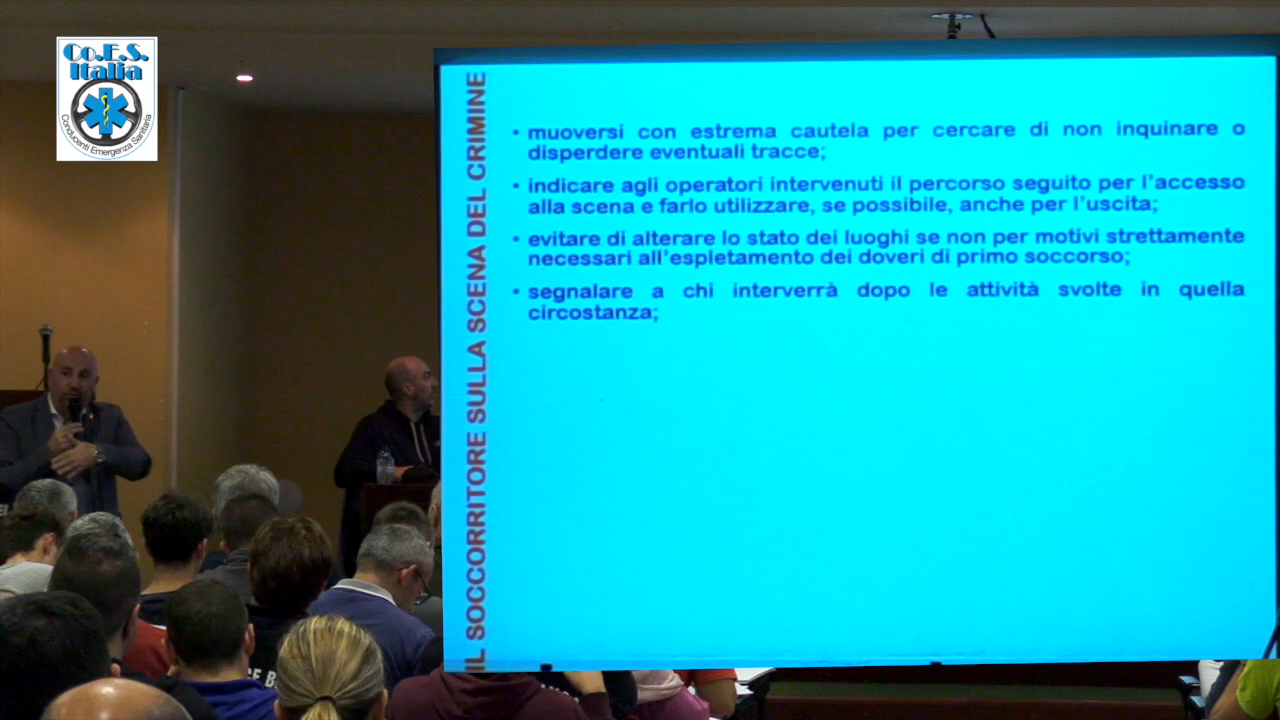 Co.E.S.
Italia
Conducenti Emergenza Sanitaria
IL SOCCORRITORE SULLA SCENA DEL CRIMINE
• muoversi con estrema cautela per cercare di non inquinare o
disperdere eventuali tracce;
• indicare agli operatori intervenuti il percorso seguito per l'accesso
alla scena e farlo utilizzare, se possibile, anche per l'uscita;
• evitare di alterare lo stato dei luoghi se non per motivi strettamente
necessari all'espletamento dei doveri di primo soccorso;
• segnalare a chi interverrà dopo le attività svolte in quella
circostanza;